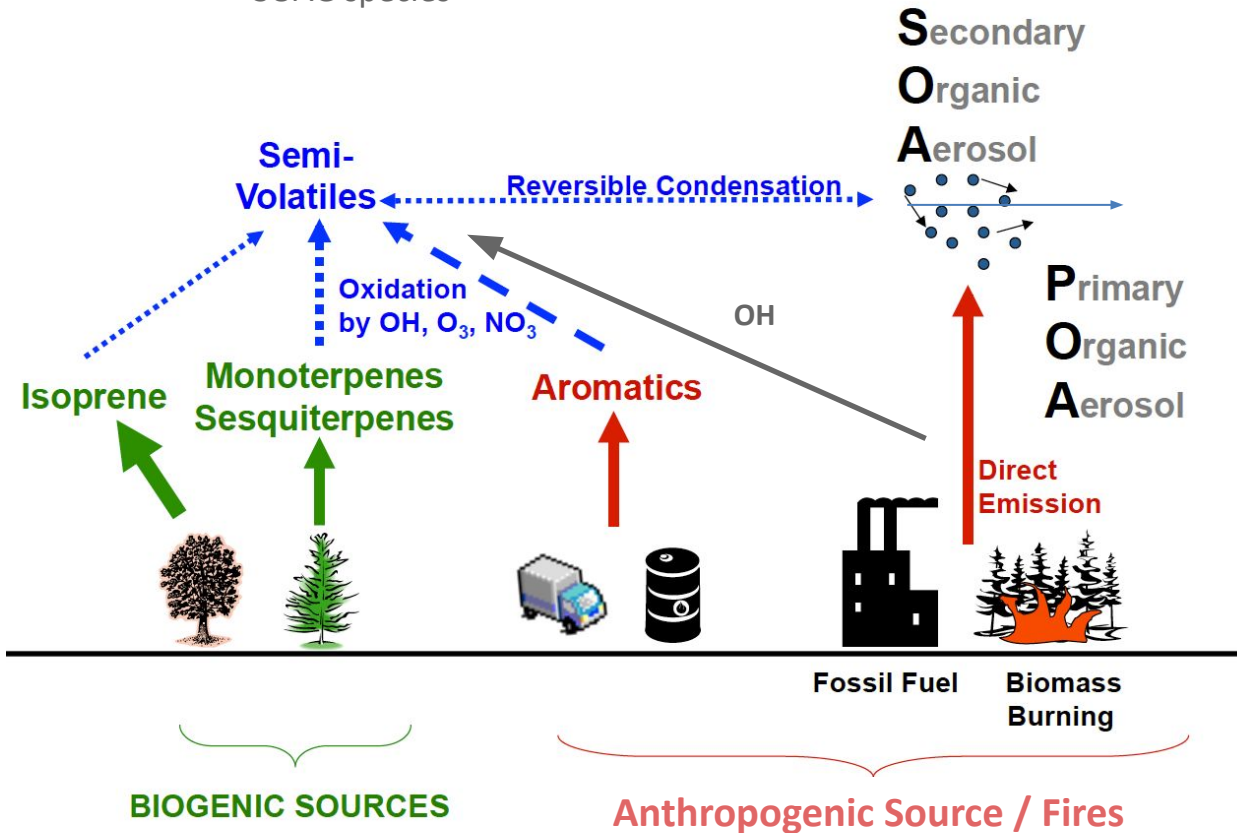 Secondary
Organic
Aerosol
Semi-
Volatiles
Reversible Condensation
Oxidation
by OH, O₃, NO₃
OH
Primary
Organic
Aerosol
Isoprene
Monoterpenes
Sesquiterpenes
Aromatics
Direct
Emission
Fossil Fuel
Biomass
Burning
BIOGENIC SOURCES
Anthropogenic Source / Fires